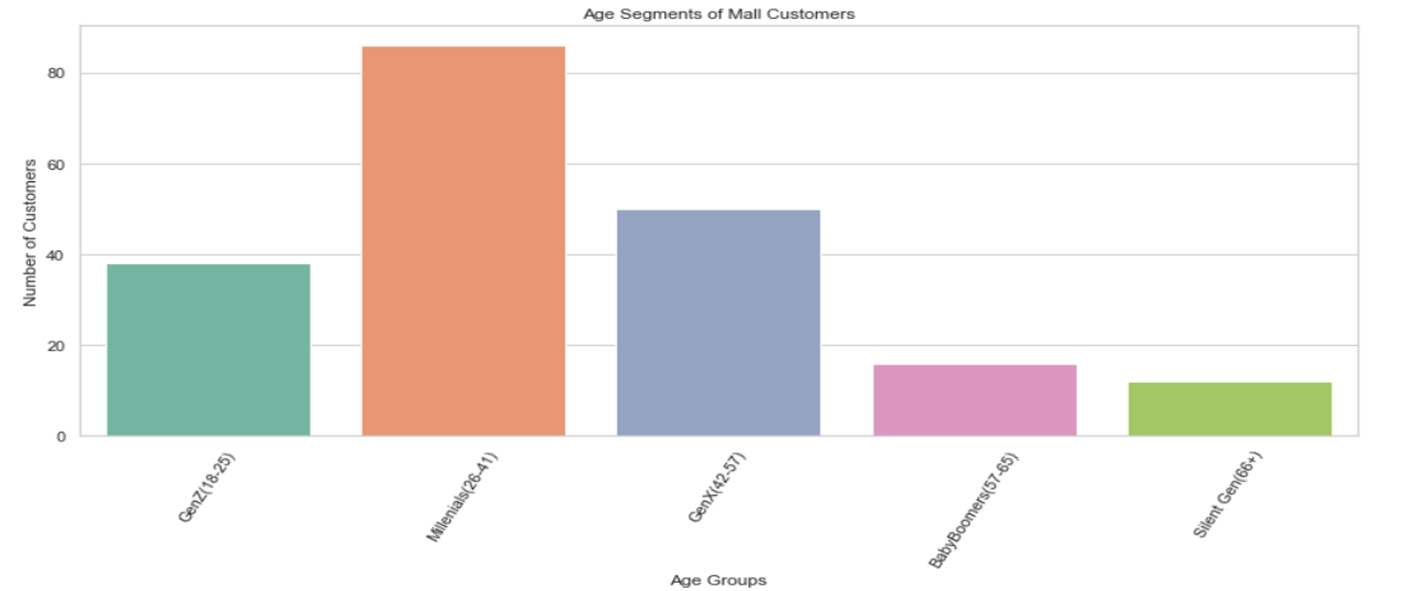 Age Segments of Mall Customers
Number of Customers
80
60
40
20
0
GenZ(18-25)
Millenials(26-41)
GenX(42-57)
BabyBoomers(57-65)
Silent Gen(66+)
Age Groups